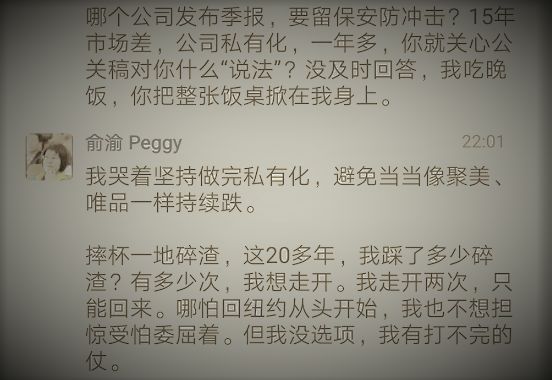 哪个公司发布季报，要留保安防冲击？15年
市场差，公司私有化，一年多，你就关心公
关稿对你什么“说法”？没及时回答，我吃晚
饭，你把整张饭桌掀在我身上。
俞渝 Peggy 22:01
我哭着坚持做完私有化，避免当当像聚美、
唯品一样持续跌。
摔杯一地碎渣，这20多年，我踩了多少碎
渣？有多少次，我想走开。我走开两次，只
能回来。哪怕回纽约从头开始，我也不想担
惊受怕委屈着。但我没选项，我有打不完的
仗。